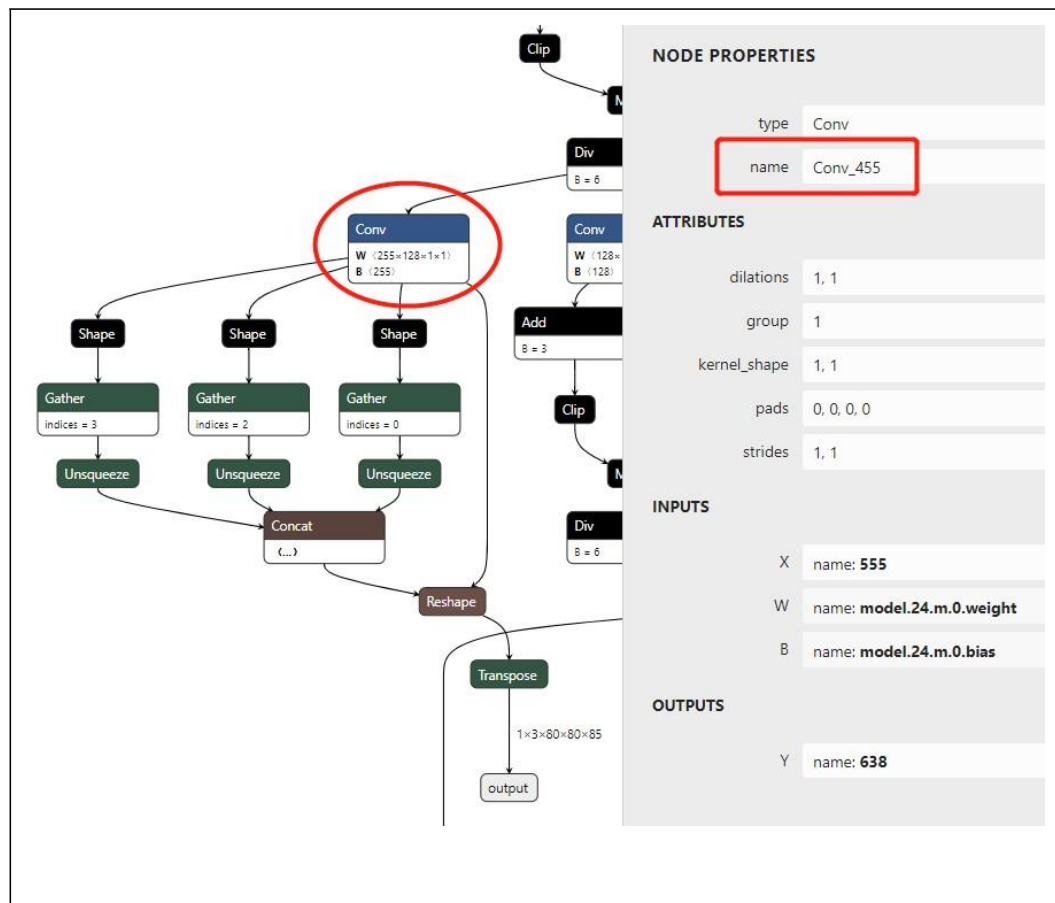 Clip
M
Div
B = 6
Conv
W ⟨255×128×1×1⟩
B ⟨255⟩
Conv
W ⟨128×
B ⟨128⟩
Shape
Shape
Shape
Add
B = 3
Gather
indices = 3
Gather
indices = 2
Gather
indices = 0
Clip
Unsqueeze
Unsqueeze
Unsqueeze
M
Concat
⟨...⟩
Div
B = 6
Reshape
Transpose
1×3×80×80×85
output
NODE PROPERTIES
type Conv
name Conv_455
ATTRIBUTES
dilations 1, 1
group 1
kernel_shape 1, 1
pads 0, 0, 0, 0
strides 1, 1
INPUTS
X name: 555
W name: model.24.m.0.weight
B name: model.24.m.0.bias
OUTPUTS
Y name: 638